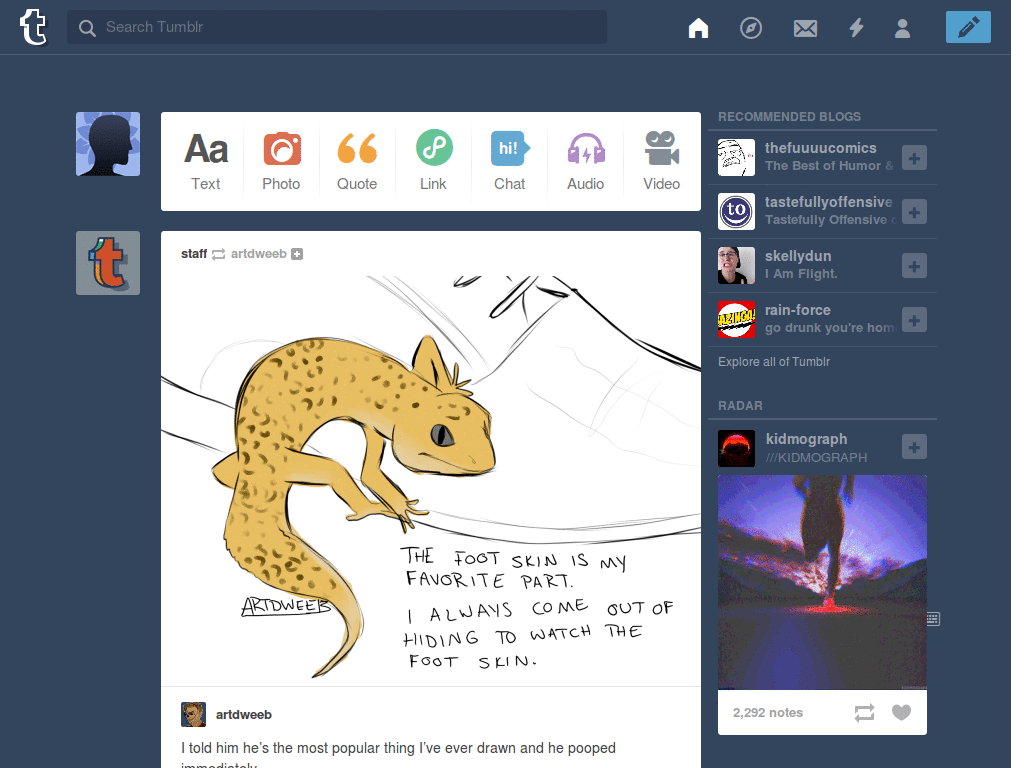 t
Search Tumblr
Aa
Text
Photo
Quote
Link
hi!
Chat
Audio
Video
t
staff artdweeb
THE FOOT SKIN IS MY
FAVORITE PART.
I ALWAYS COME OUT OF
HIDING TO WATCH THE
FOOT SKIN.
ARTDWEEB
artdweeb
I told him he's the most popular thing I've ever drawn and he pooped
immediately
RECOMMENDED BLOGS
thefuuuucomics
The Best of Humor &
to
tastefullyoffensive
Tastefully Offensive
skellydun
I Am Flight.
BAZINGA!
rain-force
go drunk you're hom
Explore all of Tumblr
RADAR
kidmograph
///KIDMOGRAPH
2,292 notes